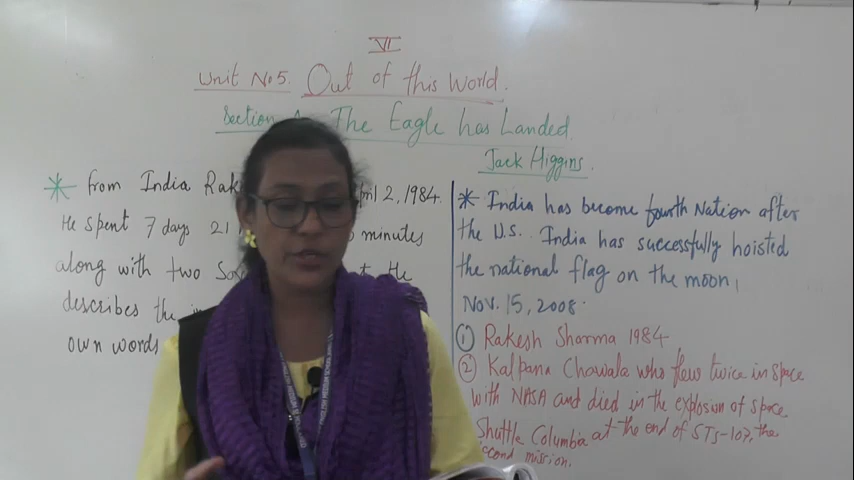 VI
Unit No 5. Out of this World.
Section The Eagle has Landed.
Jack Higgins.
* from India Rak pril 2, 1984.
He spent 7 days 21 minutes
along with two Sov the
describes the
own words
* India has become fourth Nation after
the U.S. India has successfully hoisted
the national flag on the moon,
Nov. 15, 2008.
① Rakesh Sharma 1984
② Kalpana Chawala who flew twice in space
with NASA and died in the explosion of space
Shuttle Columbia at the end of STS-107, the
second mission.